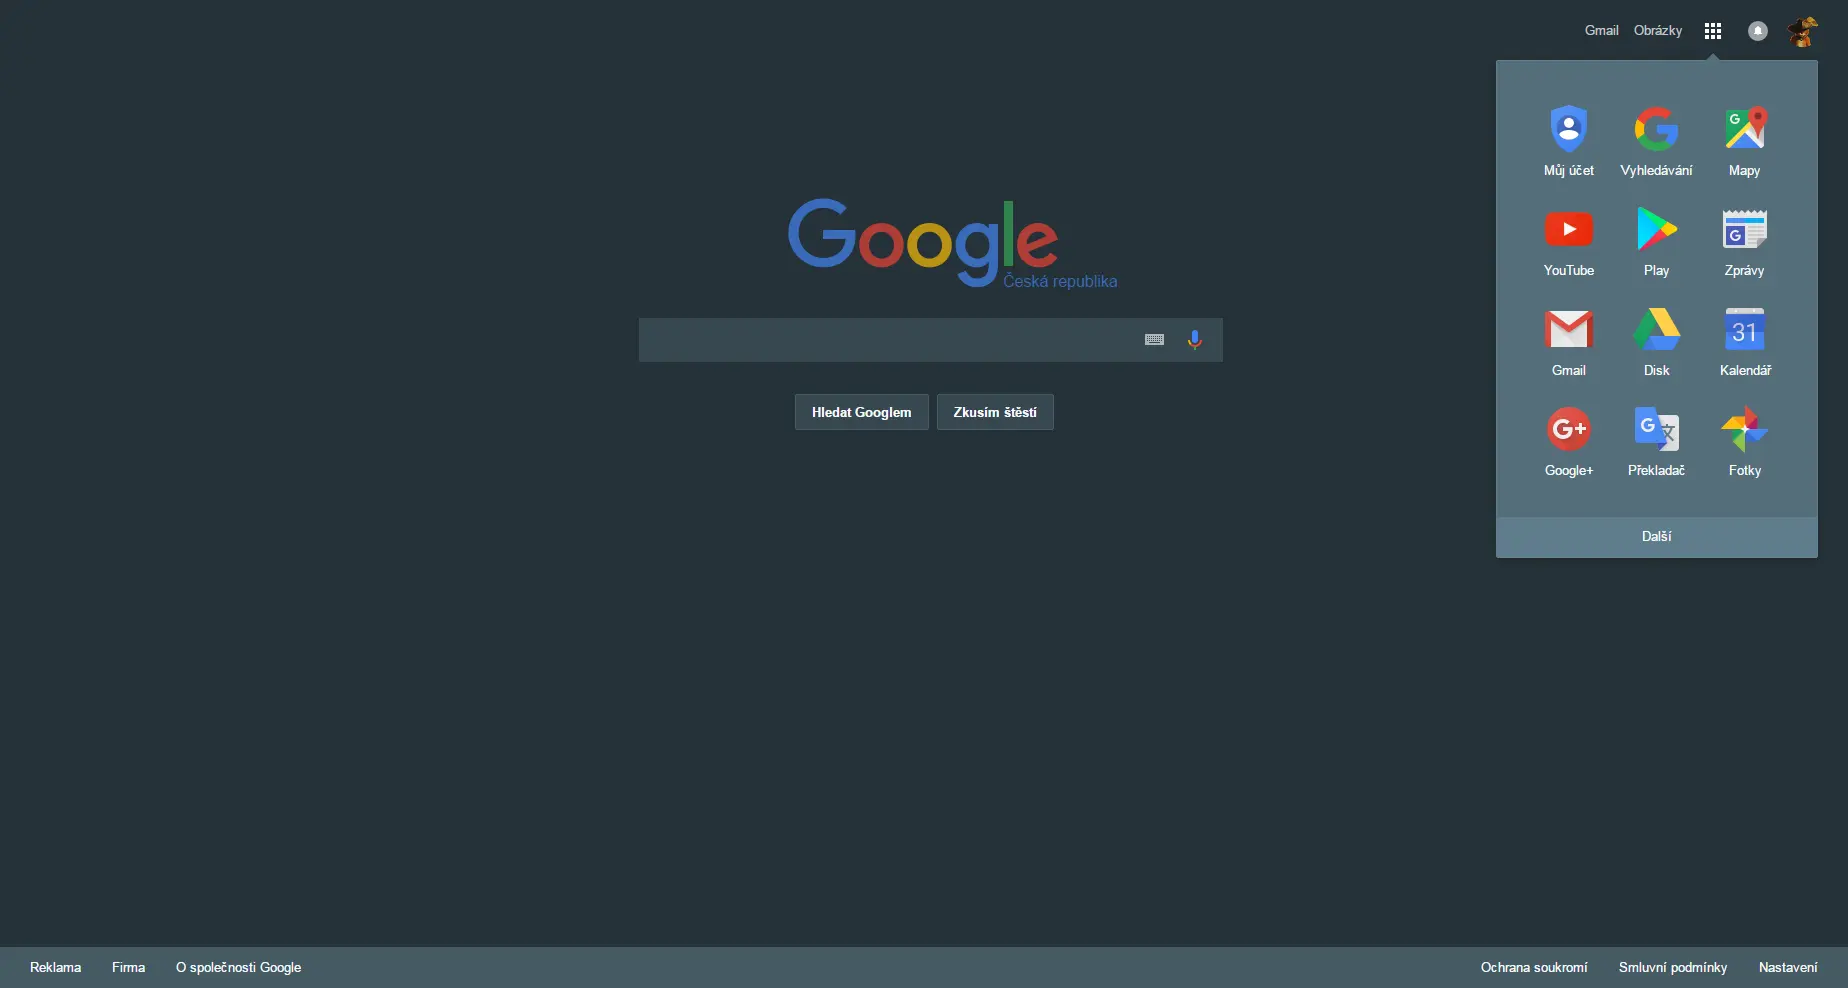 Gmail Obrázky
Google
Česká republika
Hledat Googlem Zkusím štěstí
Můj účet Vyhledávání Mapy
YouTube Play Zprávy
31
Gmail Disk Kalendář
G+
Google+ Překladač Fotky
Další
Reklama Firma O společnosti Google Ochrana soukromí Smluvní podmínky Nastavení